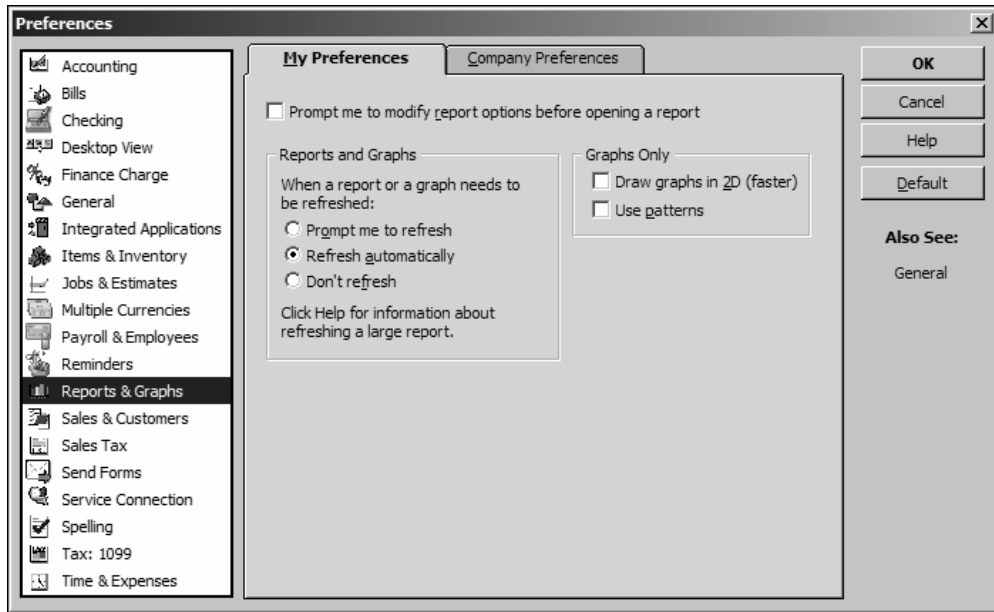 Preferences
Accounting
Bills
Checking
Desktop View
Finance Charge
General
Integrated Applications
Items & Inventory
Jobs & Estimates
Multiple Currencies
Payroll & Employees
Reminders
Reports & Graphs
Sales & Customers
Sales Tax
Send Forms
Service Connection
Spelling
Tax: 1099
Time & Expenses
My Preferences
Company Preferences
Prompt me to modify report options before opening a report
Reports and Graphs
When a report or a graph needs to
be refreshed:
Prompt me to refresh
Refresh automatically
Don't refresh
Click Help for information about
refreshing a large report.
Graphs Only
Draw graphs in 2D (faster)
Use patterns
OK
Cancel
Help
Default
Also See:
General